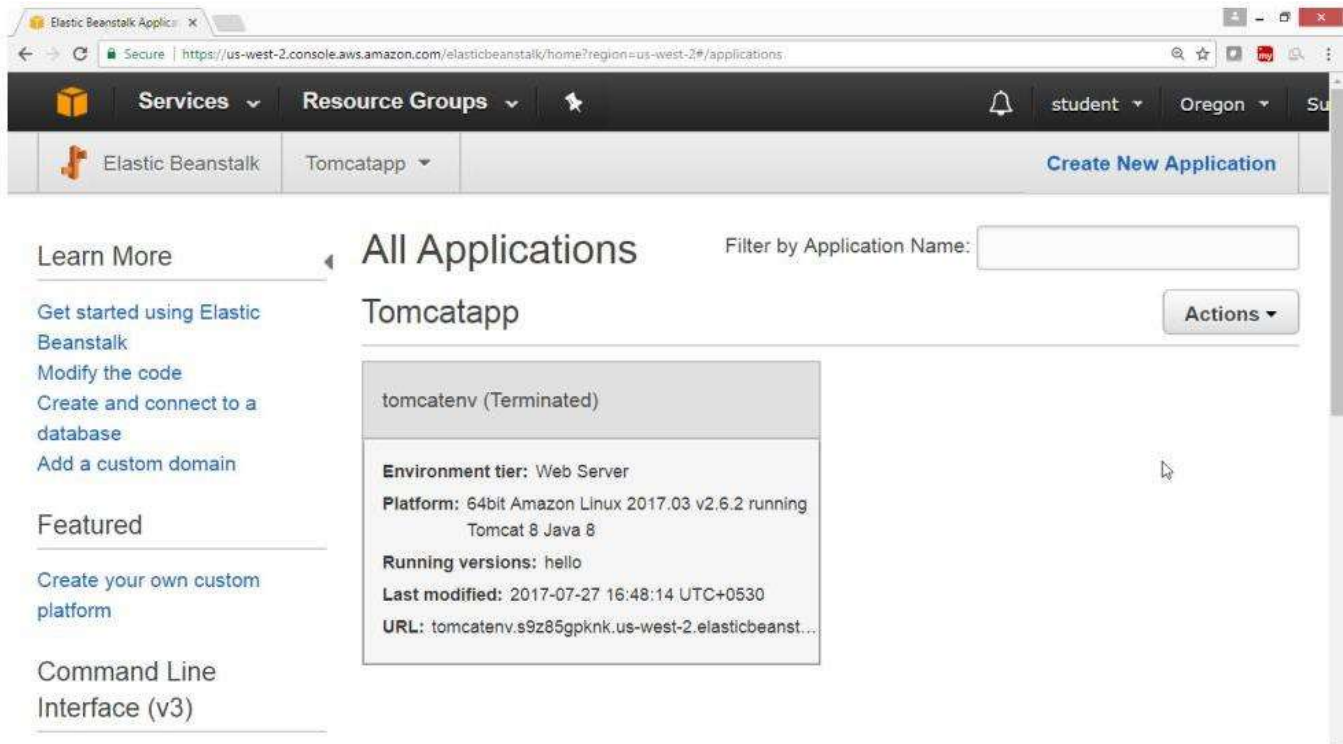 Elastic Beanstalk Applic
Secure | https://us-west-2.console.aws.amazon.com/elasticbeanstalk/home?region=us-west-2#/applications
my
Services
Resource Groups
student
Oregon
Su
Elastic Beanstalk
Tomcatapp
Create New Application
Learn More
Get started using Elastic
Beanstalk
Modify the code
Create and connect to a
database
Add a custom domain
Featured
Create your own custom
platform
Command Line
Interface (v3)
All Applications
Filter by Application Name:
Tomcatapp
Actions
tomcatenv (Terminated)
Environment tier: Web Server
Platform: 64bit Amazon Linux 2017.03 v2.6.2 running
Tomcat 8 Java 8
Running versions: hello
Last modified: 2017-07-27 16:48:14 UTC+0530
URL: tomcatenv.s9z85gpknk.us-west-2.elasticbeanst...